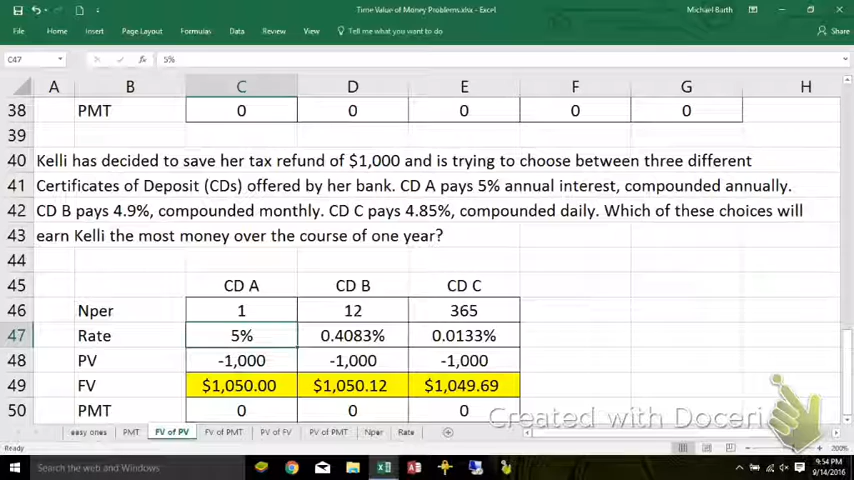 Time Value of Money Problems.xlsx - Excel
Michael Barth
File Home Insert Page Layout Formulas Data Review View Tell me what you want to do
Share
C47 fx 5%
A B C D E F G H
38 PMT 0 0 0 0 0
39
40 Kelli has decided to save her tax refund of $1,000 and is trying to choose between three different
41 Certificates of Deposit (CDs) offered by her bank. CD A pays 5% annual interest, compounded annually.
42 CD B pays 4.9%, compounded monthly. CD C pays 4.85%, compounded daily. Which of these choices will
43 earn Kelli the most money over the course of one year?
44
45 CD A CD B CD C
46 Nper 1 12 365
47 Rate 5% 0.4083% 0.0133%
48 PV -1,000 -1,000 -1,000
49 FV $1,050.00 $1,050.12 $1,049.69
50 PMT 0 0 0
Created with Doceri
easy ones PMT FV of PV FV of PMT PV of FV PV of PMT Nper Rate
Ready
200%
Search the web and Windows
9:54 PM
9/14/2016